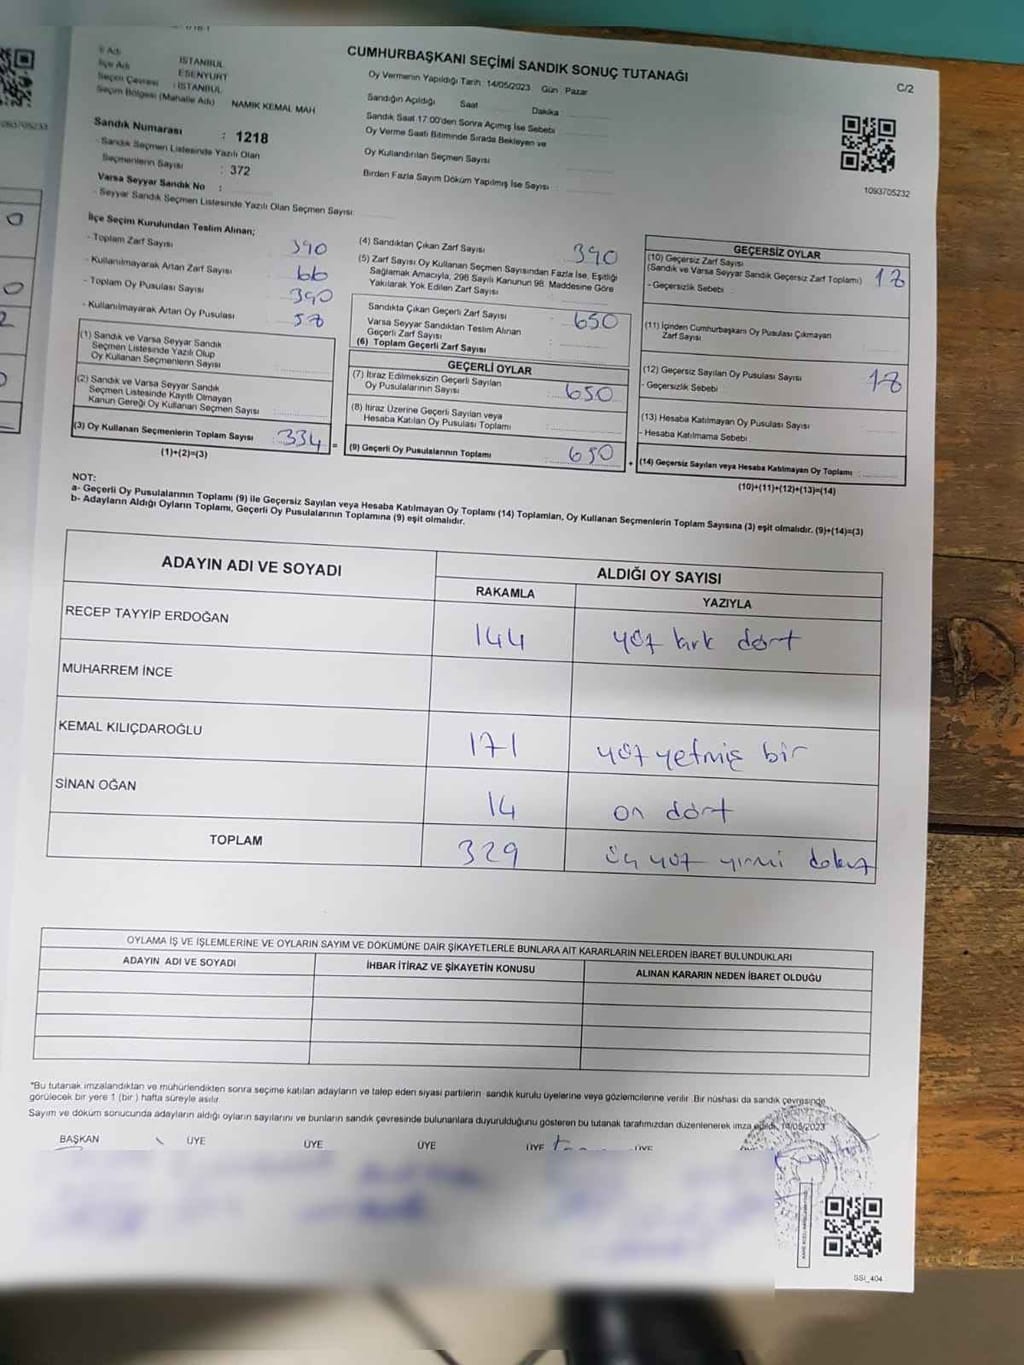 CUMHURBAŞKANI SEÇİMİ SANDIK SONUÇ TUTANAĞI
C/2
İl Adı : İSTANBUL
İlçe Adı : ESENYURT
Seçim Çevresi : İSTANBUL
Seçim Bölgesi (Mahalle Adı) NAMIK KEMAL MAH
Sandık Numarası : 1218
- Sandık Seçmen Listesinde Yazılı Olan
Seçmenlerin Sayısı : 372
Varsa Seyyar Sandık No :
- Seyyar Sandık Seçmen Listesinde Yazılı Olan Seçmen Sayısı:
Oy Vermenin Yapıldığı Tarih : 14/05/2023 Gün : Pazar
Sandığın Açıldığı Saat Dakika
Sandık Saat 17:00'den Sonra Açımış İse Sebebi
Oy Verme Saati Bitiminde Sırada Bekleyen ve
Oy Kullandırılan Seçmen Sayısı
Birden Fazla Sayım Döküm Yapılmış İse Sayısı
1093705232
İlçe Seçim Kurulundan Teslim Alınan;
- Toplam Zarf Sayısı 390
- Kullanılmayarak Artan Zarf Sayısı 66
- Toplam Oy Pusulası Sayısı 390
- Kullanılmayarak Artan Oy Pusulası
(1) Sandık ve Varsa Seyyar Sandık
Seçmen Listesinde Yazılı Olup
Oy Kullanan Seçmenlerin Sayısı
(2) Sandık ve Varsa Seyyar Sandık
Seçmen Listesinde Kayıtlı Olmayan
Kanun Gereği Oy Kullanan Seçmen Sayısı
(3) Oy Kullanan Seçmenlerin Toplam Sayısı : 334 =
(1)+(2)=(3)
(4) Sandıktan Çıkan Zarf Sayısı 390
(5) Zarf Sayısı Oy Kullanan Seçmen Sayısından Fazla İse, Eşitliği
Sağlamak Amacıyla, 298 Sayılı Kanunun 98. Maddesine Göre
Yakılarak Yok Edilen Zarf Sayısı
Sandıkta Çıkan Geçerli Zarf Sayısı : 650
Varsa Seyyar Sandıktan Teslim Alınan
Geçerli Zarf Sayısı
(6) Toplam Geçerli Zarf Sayısı
GEÇERLİ OYLAR
(7) İtiraz Edilmeksizin Geçerli Sayılan
Oy Pusulalarının Sayısı : 650
(8) İtiraz Üzerine Geçerli Sayılan veya
Hesaba Katılan Oy Pusulası Toplamı
(9) Geçerli Oy Pusulalarının Toplamı : 650 +
GEÇERSİZ OYLAR
(10) Geçersiz Zarf Sayısı
(Sandık ve Varsa Seyyar Sandık Geçersiz Zarf Toplamı) 18
- Geçersizlik Sebebi
(11) İçinden Cumhurbaşkanı Oy Pusulası Çıkmayan
Zarf Sayısı
(12) Geçersiz Sayılan Oy Pusulası Sayısı 18
- Geçersizlik Sebebi
(13) Hesaba Katılmayan Oy Pusulası Sayısı
- Hesaba Katılmama Sebebi
(14) Geçersiz Sayılan veya Hesaba Katılmayan Oy Toplamı :
(10)+(11)+(12)+(13)=(14)
NOT:
a- Geçerli Oy Pusulalarının Toplamı (9) ile Geçersiz Sayılan veya Hesaba Katılmayan Oy Toplamı (14) Toplamları, Oy Kullanan Seçmenlerin Toplam Sayısına (3) eşit olmalıdır. (9)+(14)=(3)
b- Adayların Aldığı Oyların Toplamı, Geçerli Oy Pusulalarının Toplamına (9) eşit olmalıdır.
ADAYIN ADI VE SOYADI ALDIĞI OY SAYISI
RAKAMLA YAZIYLA
RECEP TAYYİP ERDOĞAN 144 yüz kırk dört
MUHARREM İNCE
KEMAL KILIÇDAROĞLU 171 yüz yetmiş bir
SİNAN OĞAN 14 on dört
TOPLAM 329 üç yüz yirmi dokuz
OYLAMA İŞ VE İŞLEMLERİNE VE OYLARIN SAYIM VE DÖKÜMÜNE DAİR ŞİKAYETLERLE BUNLARA AİT KARARLARIN NELERDEN İBARET BULUNDUKLARI
ADAYIN ADI VE SOYADI İHBAR İTİRAZ VE ŞİKAYETİN KONUSU ALINAN KARARIN NEDEN İBARET OLDUĞU
*Bu tutanak imzalandıktan ve mühürlendikten sonra seçime katılan adayların ve talep eden siyasi partilerin sandık kurulu üyelerine veya gözlemcilerine verilir. Bir nüshası da sandık çevresinde
görülecek bir yere 1 (bir) hafta süreyle asılır.
Sayım ve döküm sonucunda adayların aldığı oyların sayılarını ve bunların sandık çevresinde bulunanlara duyurulduğunu gösteren bu tutanak tarafımızdan düzenlenerek imza edildi. 14/05/2023
BAŞKAN ÜYE ÜYE ÜYE ÜYE ÜYE
SSİ_404